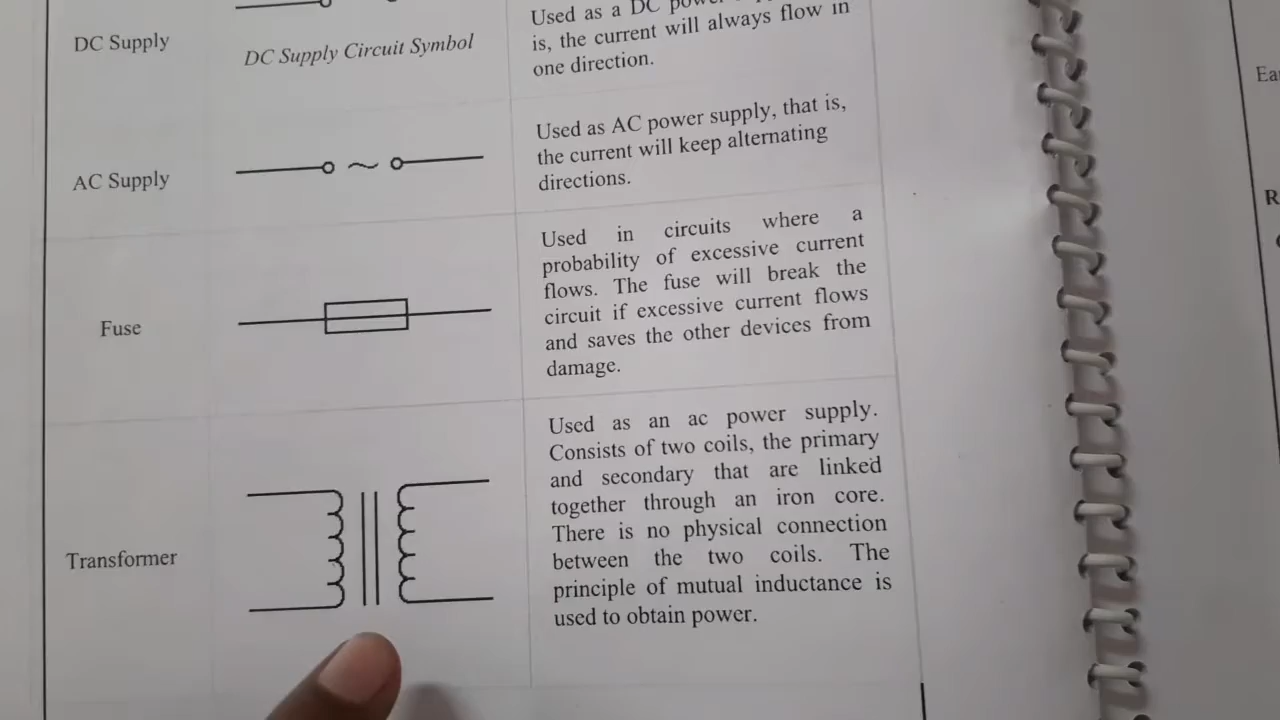 DC Supply
DC Supply Circuit Symbol
Used as a DC power
is, the current will always flow in
one direction.
AC Supply
Used as AC power supply, that is,
the current will keep alternating
directions.
Fuse
Used in circuits where a
probability of excessive current
flows. The fuse will break the
circuit if excessive current flows
and saves the other devices from
damage.
Transformer
Used as an ac power supply.
Consists of two coils, the primary
and secondary that are linked
together through an iron core.
There is no physical connection
between the two coils. The
principle of mutual inductance is
used to obtain power.